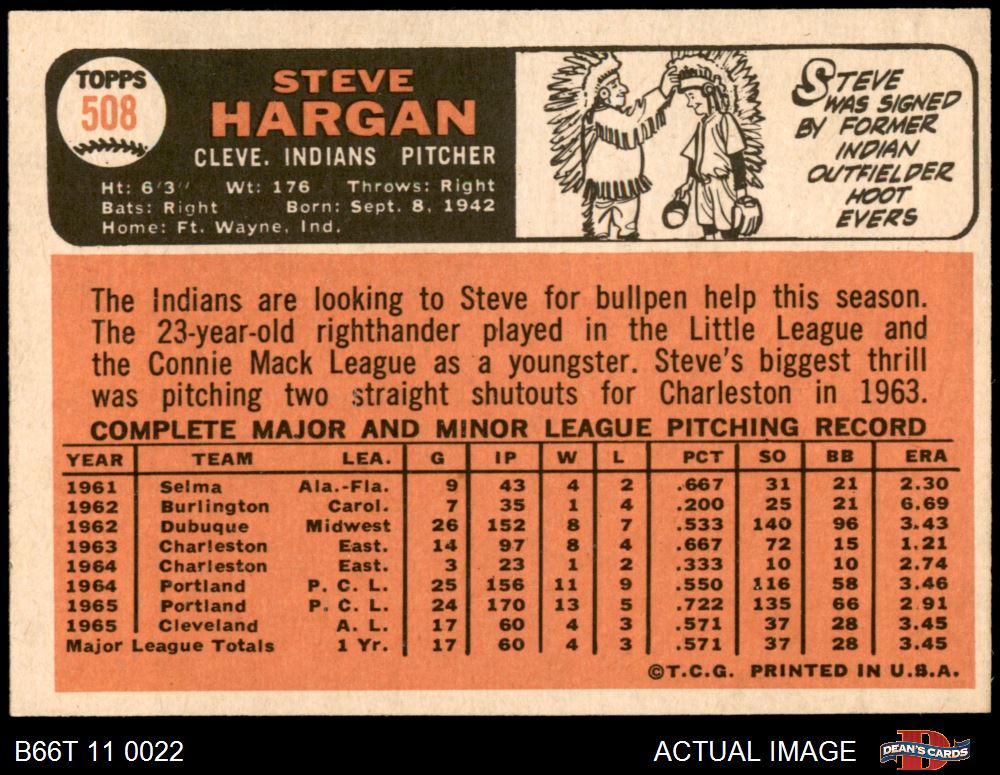 TOPPS
508
STEVE
HARGAN
CLEVE. INDIANS PITCHER
Ht: 6'3" Wt: 176 Throws: Right
Bats: Right Born: Sept. 8, 1942
Home: Ft. Wayne, Ind.
STEVE
WAS SIGNED
BY FORMER
INDIAN
OUTFIELDER
HOOT
EVERS
The Indians are looking to Steve for bullpen help this season.
The 23-year-old righthander played in the Little League and
the Connie Mack League as a youngster. Steve's biggest thrill
was pitching two straight shutouts for Charleston in 1963.
COMPLETE MAJOR AND MINOR LEAGUE PITCHING RECORD
YEAR TEAM LEA. G IP W L PCT SO BB ERA
1961 Selma Ala.-Fla. 9 43 4 2 .667 31 21 2.30
1962 Burlington Carol. 7 35 1 4 .200 25 21 6.69
1962 Dubuque Midwest 26 152 8 7 .533 140 96 3.43
1963 Charleston East. 14 97 8 4 .667 72 15 1.21
1964 Charleston East. 3 23 1 2 .333 10 10 2.74
1964 Portland P. C. L. 25 156 11 9 .550 116 58 3.46
1965 Portland P. C. L. 24 170 13 5 .722 135 66 2.91
1965 Cleveland A. L. 17 60 4 3 .571 37 28 3.45
Major League Totals 1 Yr. 17 60 4 3 .571 37 28 3.45
©T.C.G. PRINTED IN U.S.A.
B66T 11 0022
ACTUAL IMAGE
D
DEAN'S CARDS